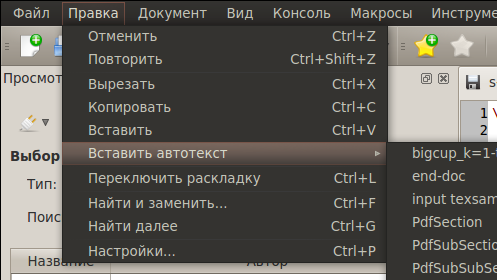 Файл Правка Документ Вид Консоль Макросы
Отменить Ctrl+Z
Повторить Ctrl+Shift+Z
Вырезать Ctrl+X
Копировать Ctrl+C
Вставить Ctrl+V
Вставить автотекст
Переключить раскладку Ctrl+L
Найти и заменить... Ctrl+F
Найти далее Ctrl+G
Настройки... Ctrl+P
bigcup_k=1-
end-doc
input texsam
PdfSection
PdfSubSectio
PdfSubSubSe
Просмот
Выбор
Тип:
Поис
Название Автор
1
2